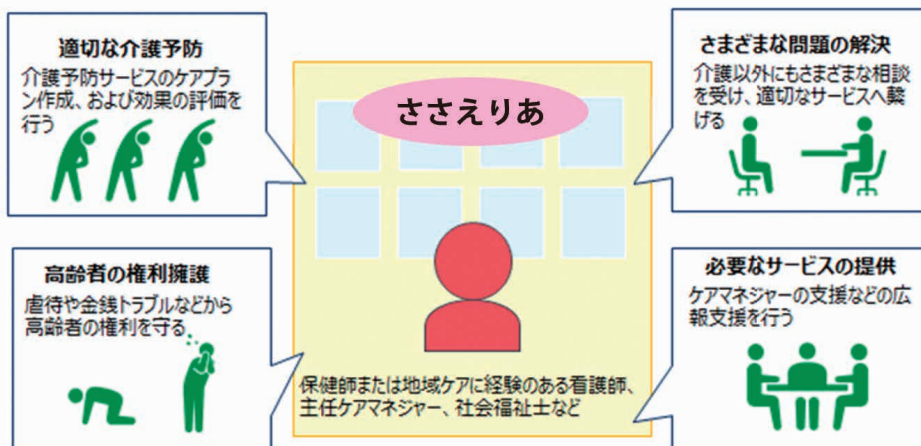 適切な介護予防
介護予防サービスのケアプラ
ン作成、および効果の評価を
行う
ささえりあ
さまざまな問題の解決
介護以外にもさまざまな相談
を受け、適切なサービスへ繋
げる
高齢者の権利擁護
虐待や金銭トラブルなどから
高齢者の権利を守る
必要なサービスの提供
ケアマネジャーの支援などの広
報支援を行う
保健師または地域ケアに経験のある看護師、
主任ケアマネジャー、社会福祉士など